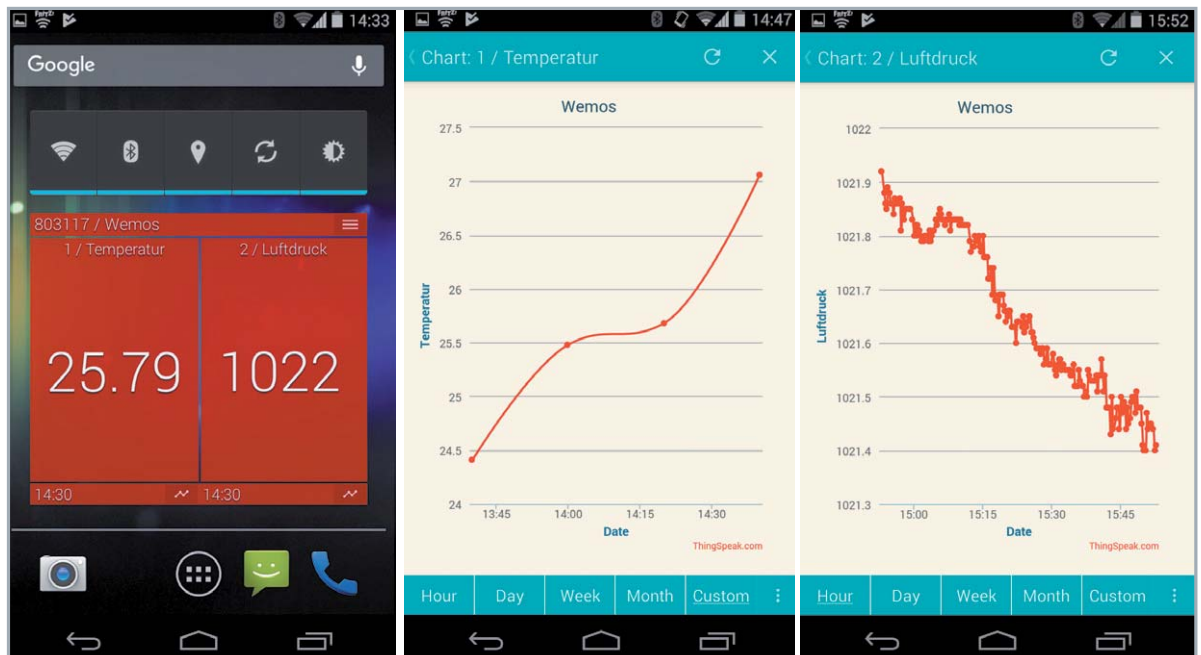 14:33
Google
803117 / Wemos
1 / Temperatur
2 / Luftdruck
25.79
1022
14:30
14:30
14:47
Chart: 1 / Temperatur
Wemos
27.5
27
26.5
26
25.5
25
24.5
24
Temperatur
13:45 14:00 14:15 14:30
Date
ThingSpeak.com
Hour Day Week Month Custom
15:52
Chart: 2 / Luftdruck
Wemos
1022
1021.9
1021.8
1021.7
1021.6
1021.5
1021.4
1021.3
Luftdruck
15:00 15:15 15:30 15:45
Date
ThingSpeak.com
Hour Day Week Month Custom